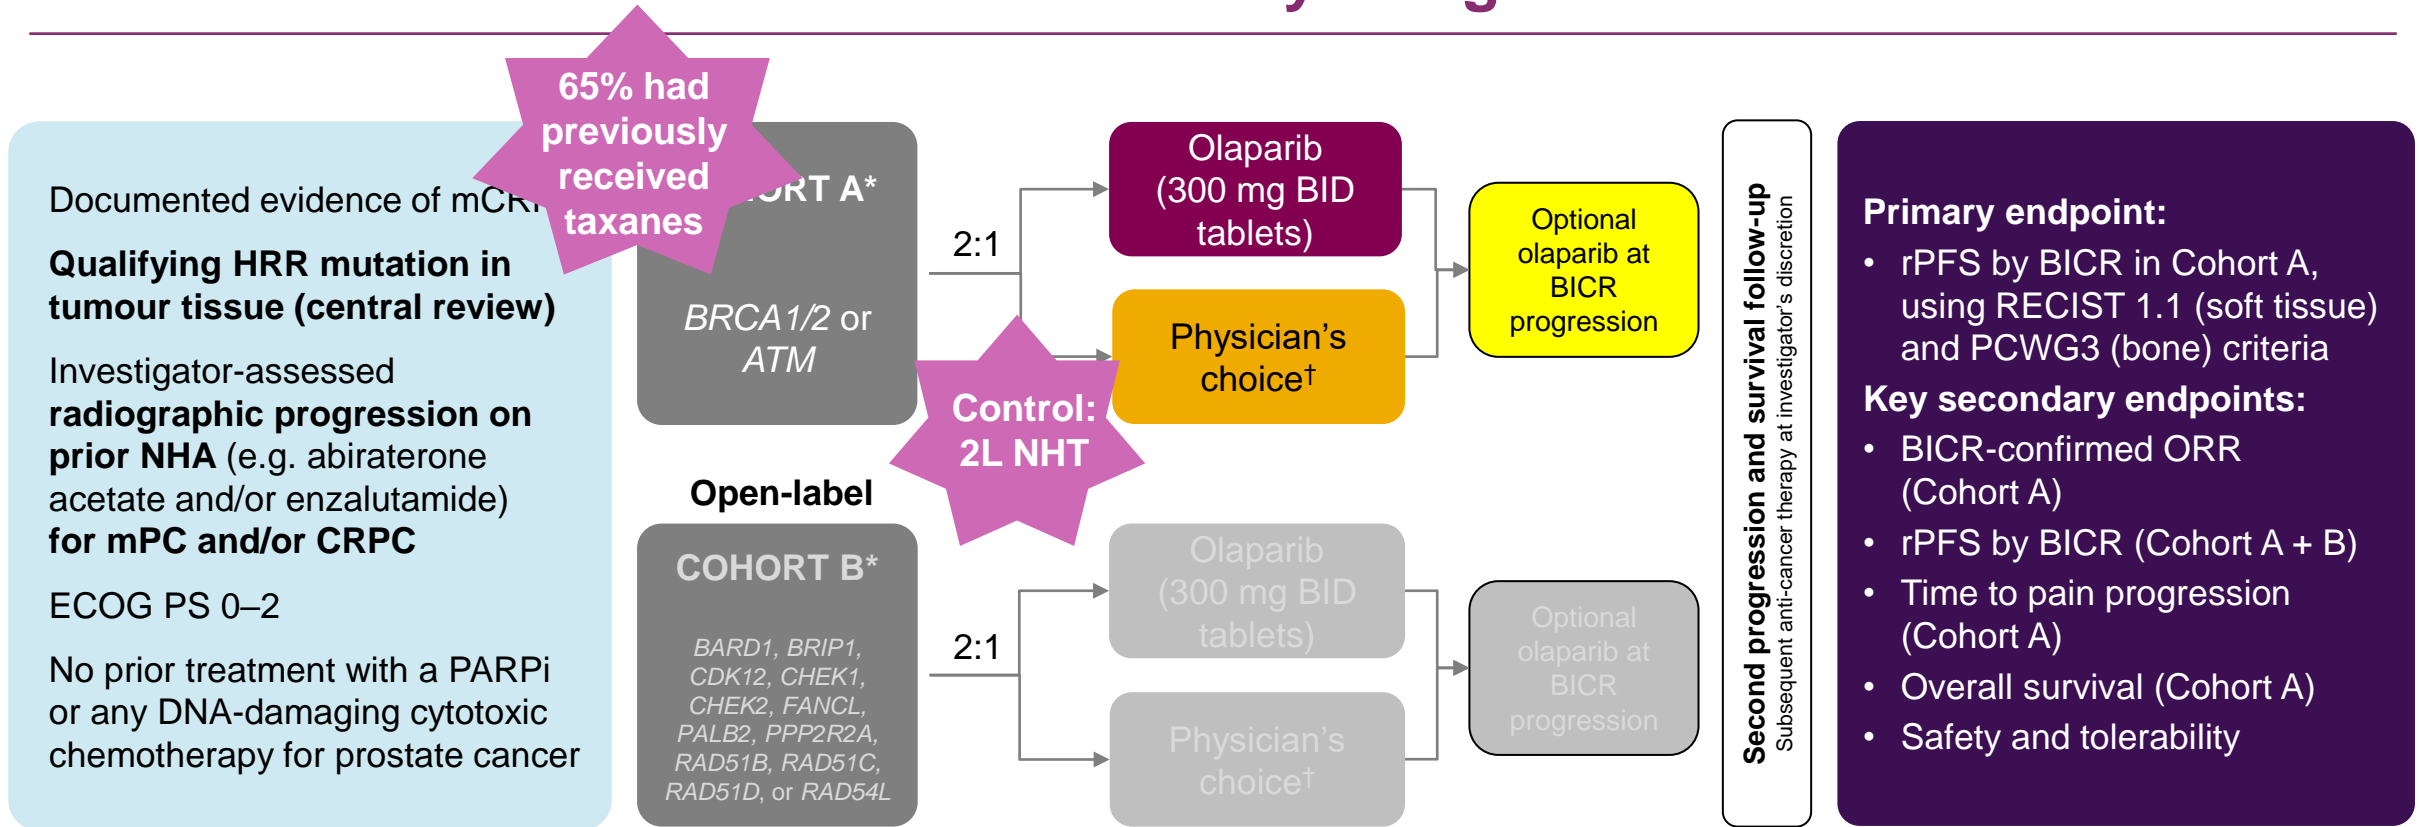 65% had
previously
received
taxanes
Documented evidence of
Qualifying HRR mutation in
tumour tissue (central review)
Investigator-assessed
radiographic progression on
prior NHA (e.g. abiraterone
acetate and/or enzalutamide)
for mPC and/or CRPC
ECOG PS 0–2
No prior treatment with a PARPi
or any DNA-damaging cytotoxic
chemotherapy for prostate cancer
A*
BRCA1/2 or
ATM
2:1
Olaparib
(300 mg BID
tablets)
Physician's
choice†
Control:
2L NHT
Optional
olaparib at
BICR
progression
Open-label
COHORT B*
BARD1, BRIP1,
CDK12, CHEK1,
CHEK2, FANCL,
PALB2, PPP2R2A,
RAD51B, RAD51C,
RAD51D, or RAD54L
2:1
Olaparib
(300 mg BID
tablets)
Physician's
choice†
Optional
olaparib at
BICR
progression
Second progression and survival follow-up
Subsequent anti-cancer therapy at investigator's discretion
Primary endpoint:
• rPFS by BICR in Cohort A,
using RECIST 1.1 (soft tissue)
and PCWG3 (bone) criteria
Key secondary endpoints:
• BICR-confirmed ORR
(Cohort A)
• rPFS by BICR (Cohort A + B)
• Time to pain progression
(Cohort A)
• Overall survival (Cohort A)
• Safety and tolerability